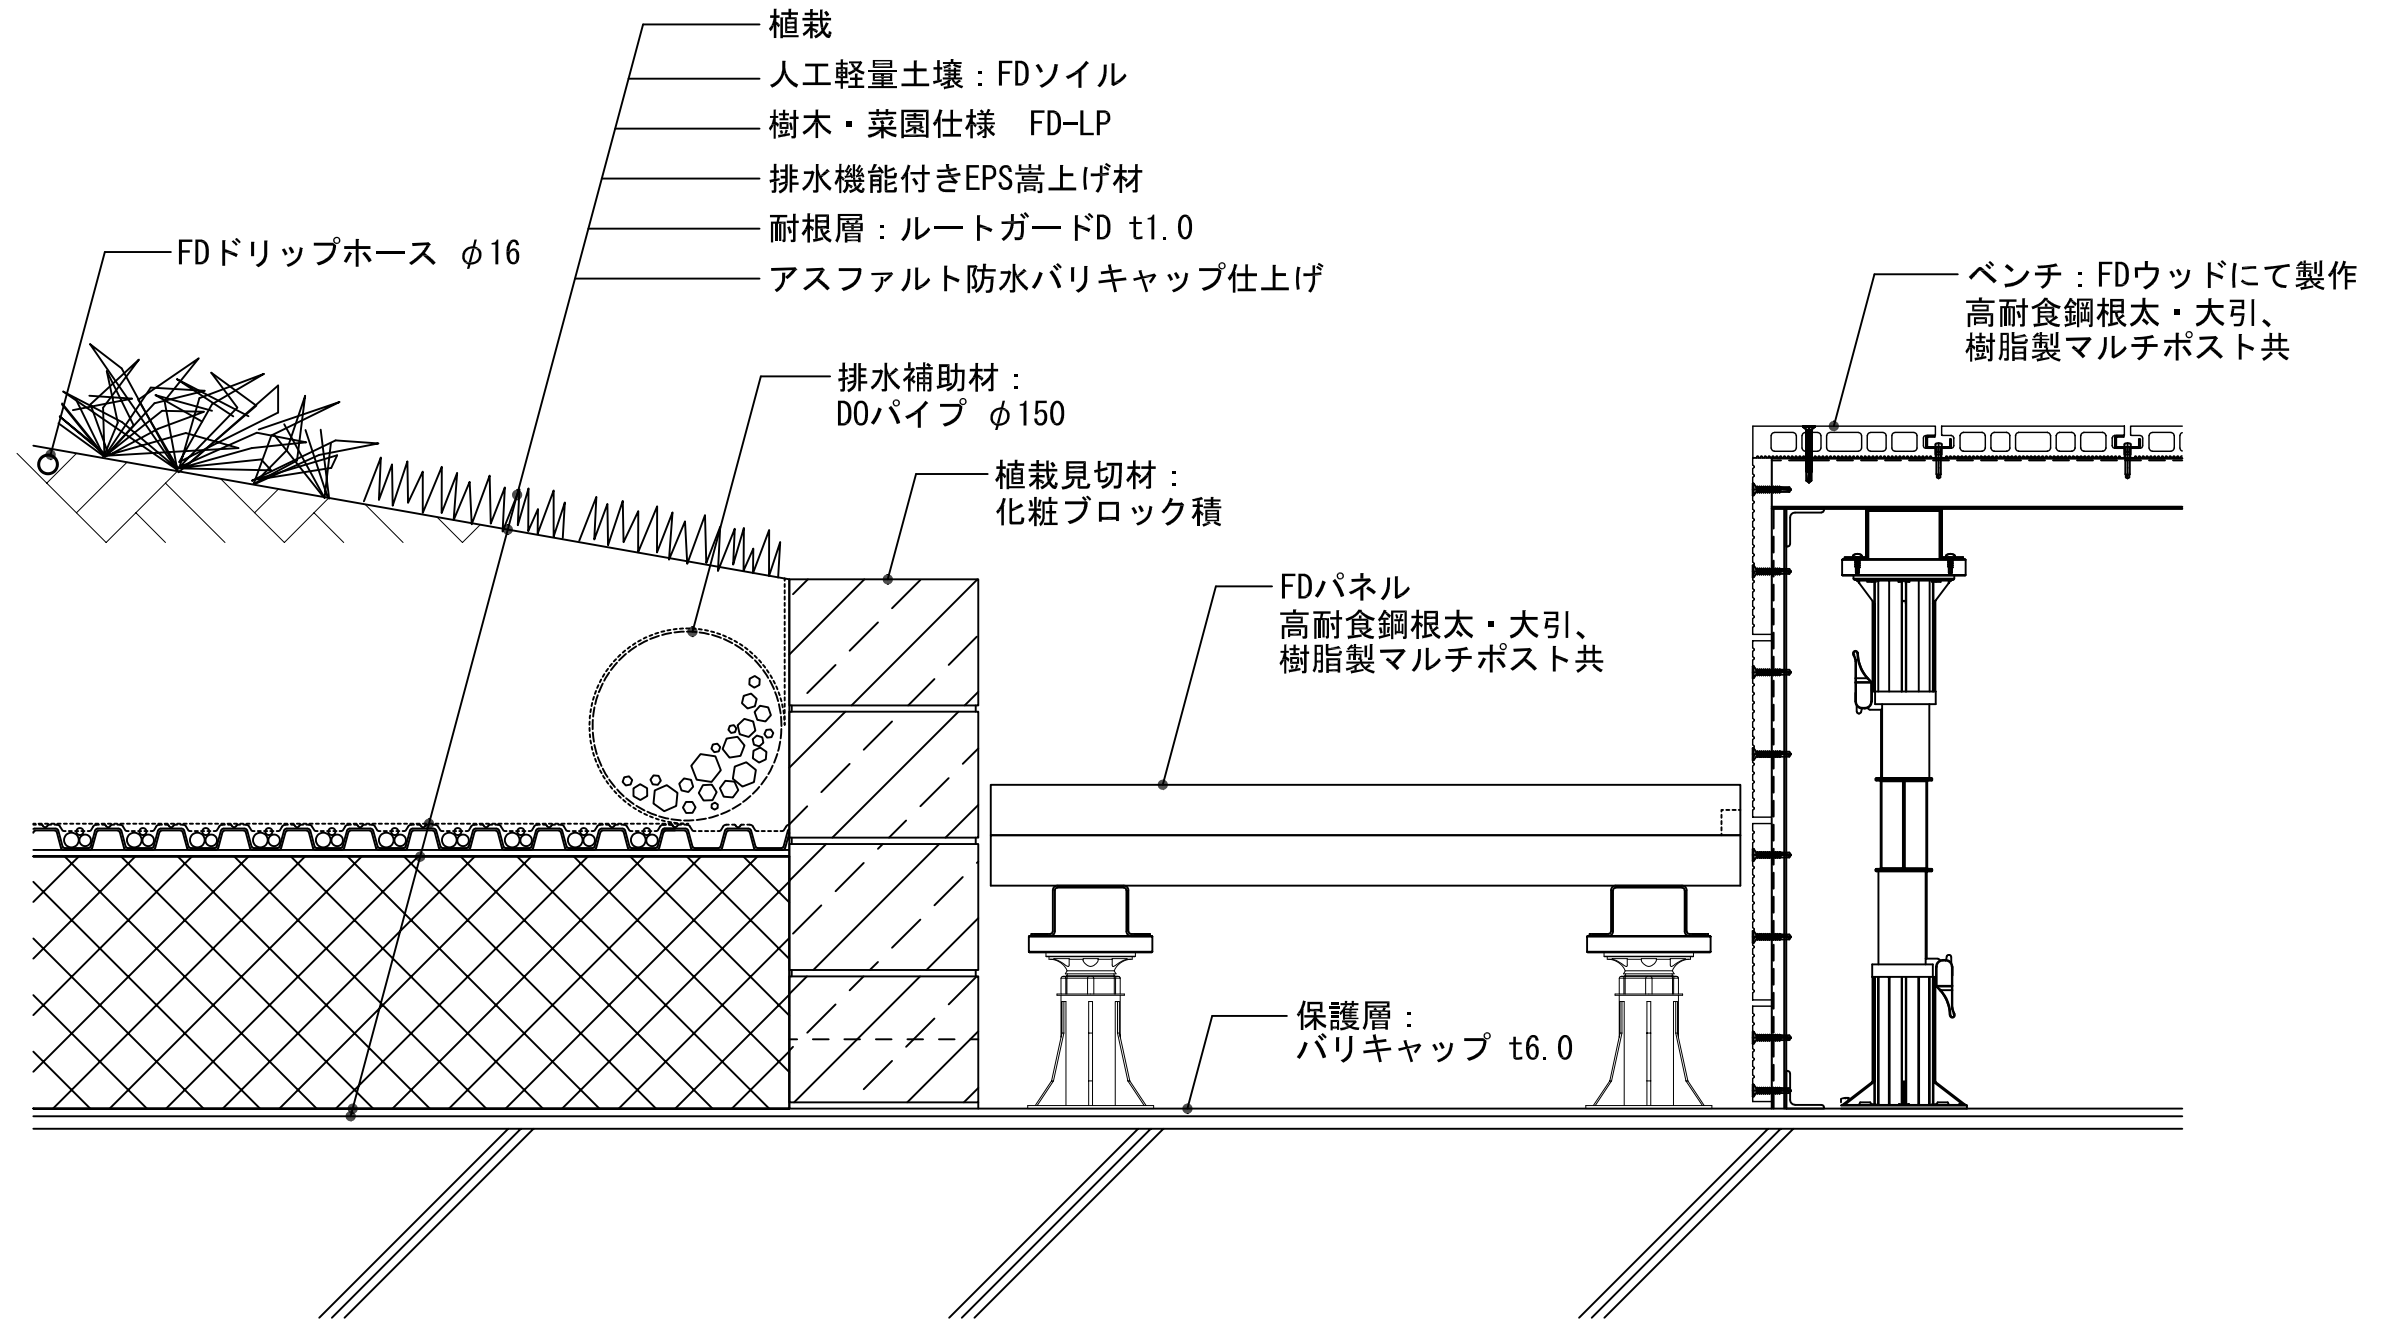 植栽
人工軽量土壌：FDソイル
樹木・菜園仕様　FD-LP
排水機能付きEPS嵩上げ材
耐根層：ルートガードD t1.0
アスファルト防水バリキャップ仕上げ
FDドリップホース φ16
ベンチ：FDウッドにて製作
高耐食鋼根太・大引、
樹脂製マルチポスト共
排水補助材：
DOパイプ φ150
植栽見切材：
化粧ブロック積
FDパネル
高耐食鋼根太・大引、
樹脂製マルチポスト共
保護層：
バリキャップ t6.0